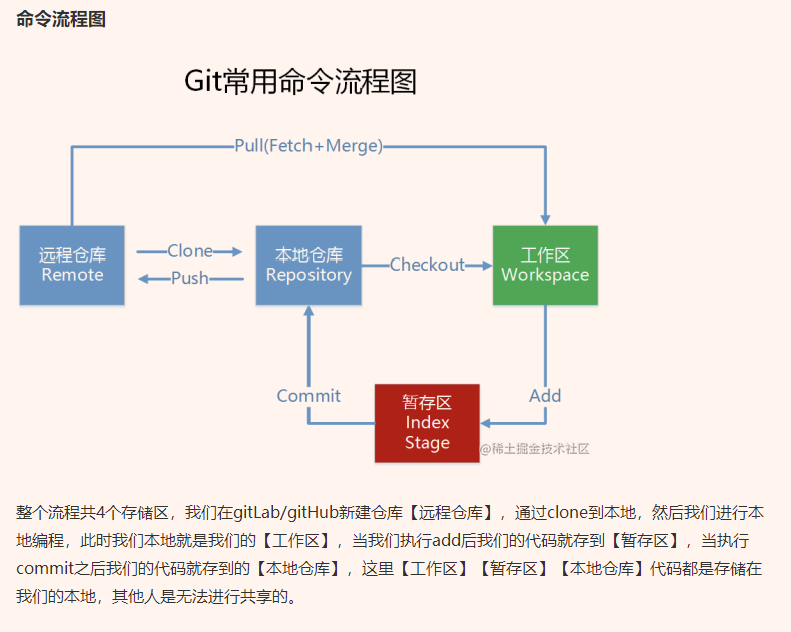 命令流程图
Git常用命令流程图
Pull(Fetch+Merge)
远程仓库
Remote
Clone
Push
本地仓库
Repository
Checkout
工作区
Workspace
Commit
暂存区
Index
Stage
Add
@稀土掘金技术社区
整个流程共4个存储区，我们在gitLab/gitHub新建仓库【远程仓库】，通过clone到本地，然后我们进行本
地编程，此时我们本地就是我们的【工作区】，当我们执行add后我们的代码就存到【暂存区】，当执行
commit之后我们的代码就存到的【本地仓库】，这里【工作区】【暂存区】【本地仓库】代码都是存储在
我们的本地，其他人是无法进行共享的。